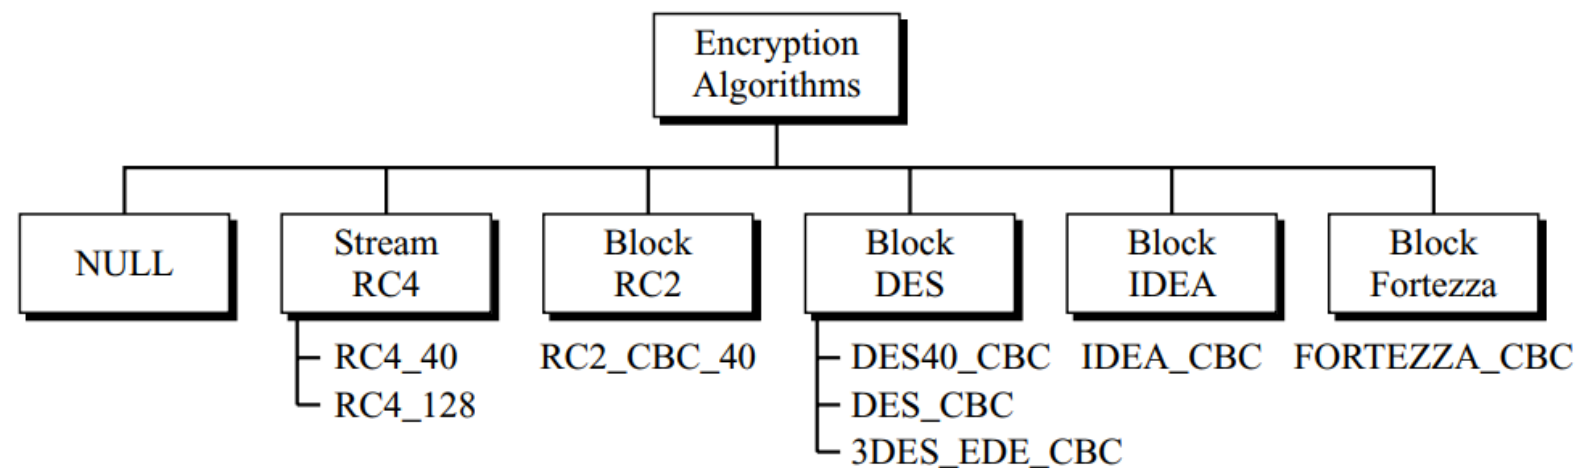 Encryption
Algorithms
NULL
Stream
RC4
Block
RC2
Block
DES
Block
IDEA
Block
Fortezza
RC4_40
RC4_128
RC2_CBC_40
DES40_CBC
DES_CBC
3DES_EDE_CBC
IDEA_CBC
FORTEZZA_CBC